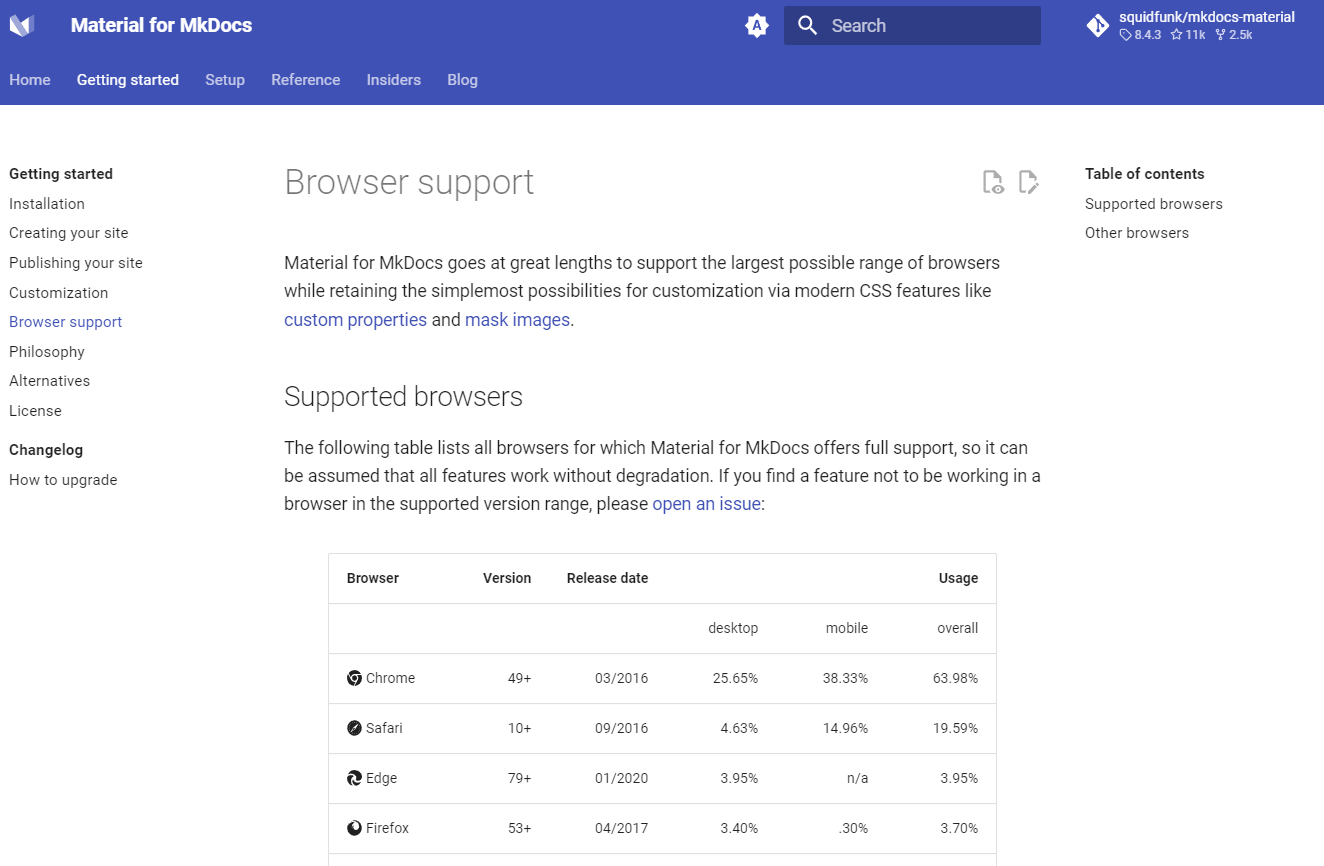 Material for MkDocs
A
Search
squidfunk/mkdocs-material
8.4.3 11k 2.5k
Home Getting started Setup Reference Insiders Blog
Getting started
Installation
Creating your site
Publishing your site
Customization
Browser support
Philosophy
Alternatives
License
Changelog
How to upgrade
Browser support
Material for MkDocs goes at great lengths to support the largest possible range of browsers
while retaining the simplemost possibilities for customization via modern CSS features like
custom properties and mask images.
Supported browsers
The following table lists all browsers for which Material for MkDocs offers full support, so it can
be assumed that all features work without degradation. If you find a feature not to be working in a
browser in the supported version range, please open an issue:
Browser Version Release date Usage
desktop mobile overall
Chrome 49+ 03/2016 25.65% 38.33% 63.98%
Safari 10+ 09/2016 4.63% 14.96% 19.59%
Edge 79+ 01/2020 3.95% n/a 3.95%
Firefox 53+ 04/2017 3.40% .30% 3.70%
Table of contents
Supported browsers
Other browsers